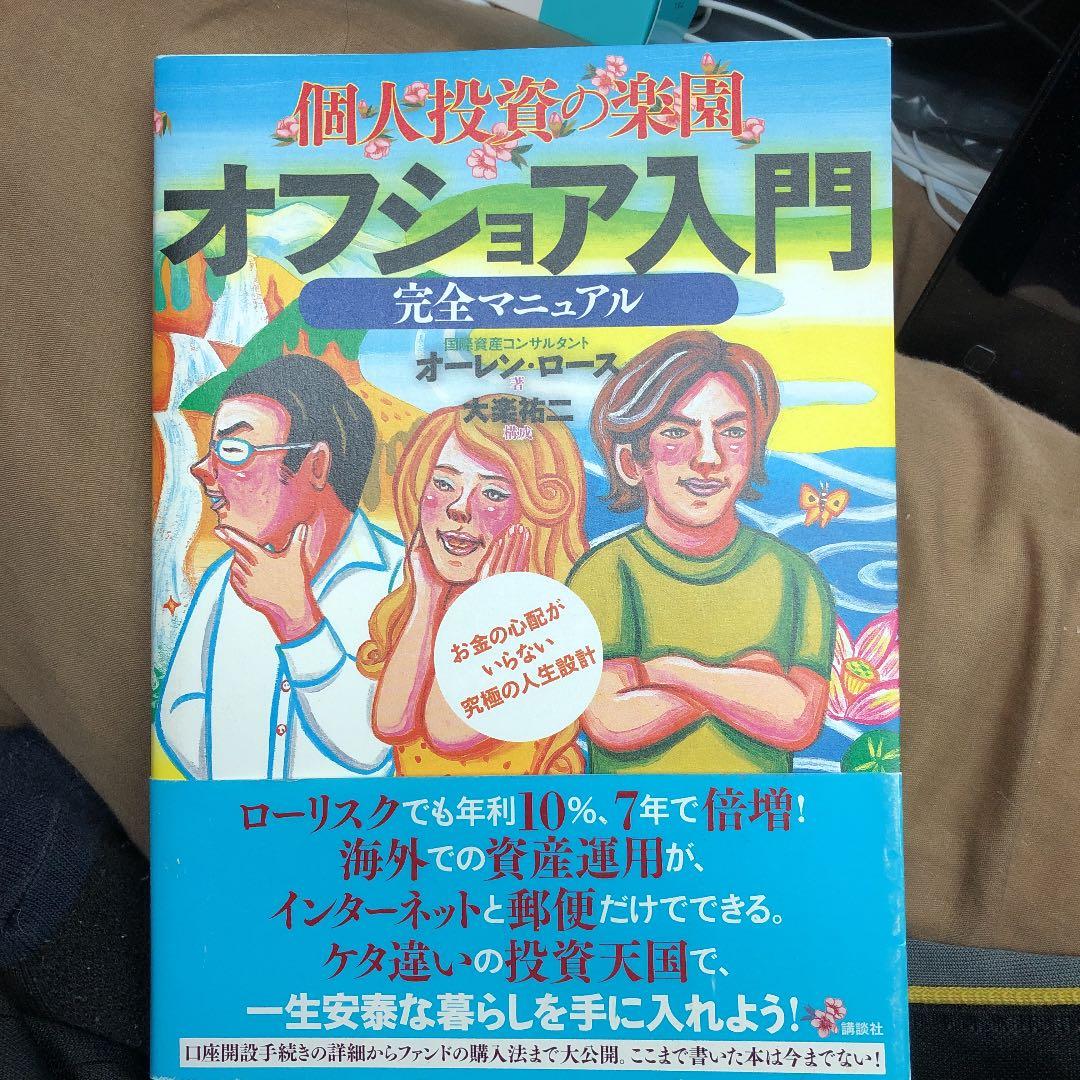 個人投資の楽園
オフショア入門
完全マニュアル
国際資産コンサルタント
オーレン・ロース
著
大楽祐二
構成
お金の心配が
いらない
究極の人生設計
ローリスクでも年利10%、7年で倍増!
海外での資産運用が、
インターネットと郵便だけでできる。
ケタ違いの投資天国で、
一生安泰な暮らしを手に入れよう!
講談社
口座開設手続きの詳細からファンドの購入法まで大公開。ここまで書いた本は今までない!